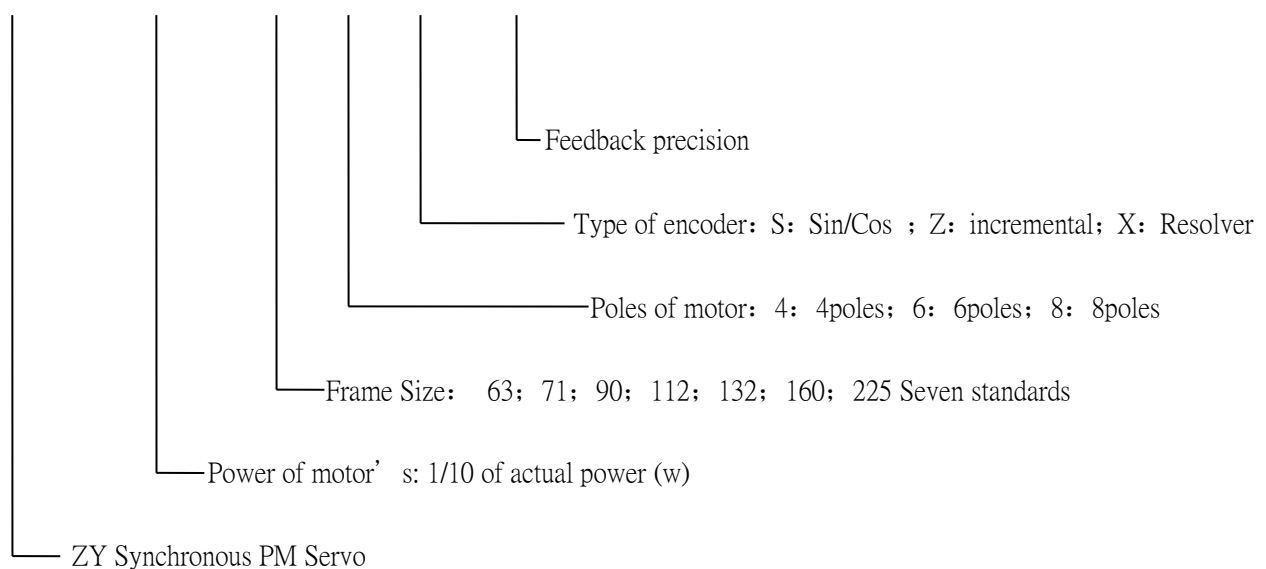 Feedback precision
Type of encoder：S：Sin/Cos ；Z：incremental；X：Resolver
Poles of motor：4：4poles；6：6poles；8：8poles
Frame Size： 63；71；90；112；132；160；225 Seven standards
Power of motor’s: 1/10 of actual power (w)
ZY Synchronous PM Servo